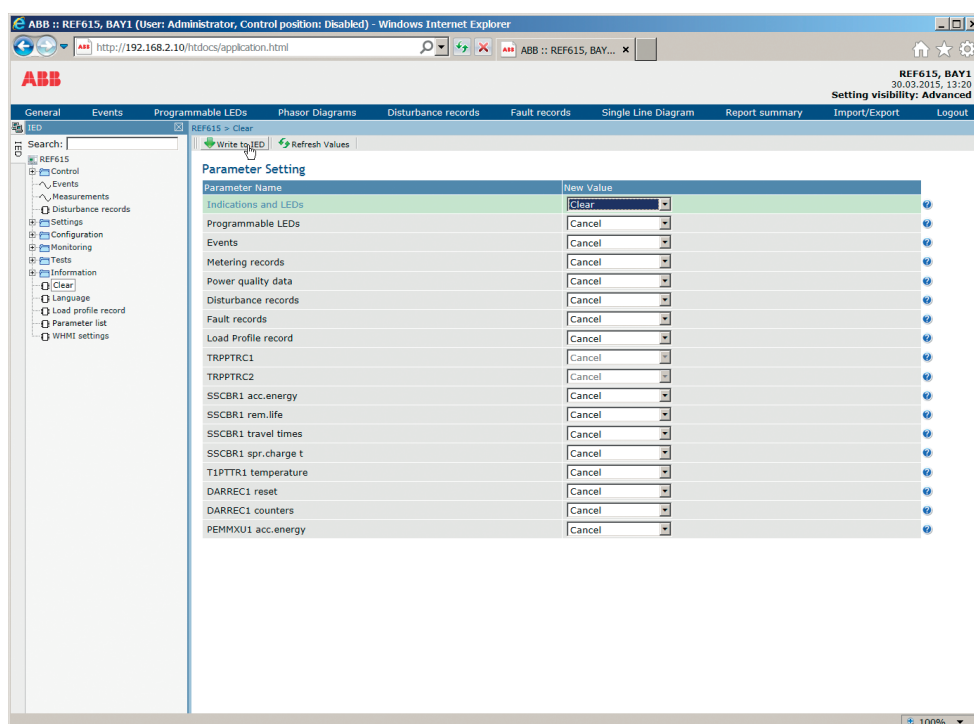 ABB :: REF615, BAY1 (User: Administrator, Control position: Disabled) - Windows Internet Explorer
http://192.168.2.10/htdocs/application.html
ABB :: REF615, BAY...
ABB
REF615, BAY1
30.03.2015, 13:20
Setting visibility: Advanced
General Events Programmable LEDs Phasor Diagrams Disturbance records Fault records Single Line Diagram Report summary Import/Export Logout
IED
IED
REF615 > Clear
Search:
Write to IED
Refresh Values
REF615
Control
Events
Measurements
Disturbance records
Settings
Configuration
Monitoring
Tests
Information
Clear
Language
Load profile record
Parameter list
WHMI settings
Parameter Setting
Parameter Name New Value
Indications and LEDs Clear
Programmable LEDs Cancel
Events Cancel
Metering records Cancel
Power quality data Cancel
Disturbance records Cancel
Fault records Cancel
Load Profile record Cancel
TRPPTRC1 Cancel
TRPPTRC2 Cancel
SSCBR1 acc.energy Cancel
SSCBR1 rem.life Cancel
SSCBR1 travel times Cancel
SSCBR1 spr.charge t Cancel
T1PTTR1 temperature Cancel
DARREC1 reset Cancel
DARREC1 counters Cancel
PEMMXU1 acc.energy Cancel
100%